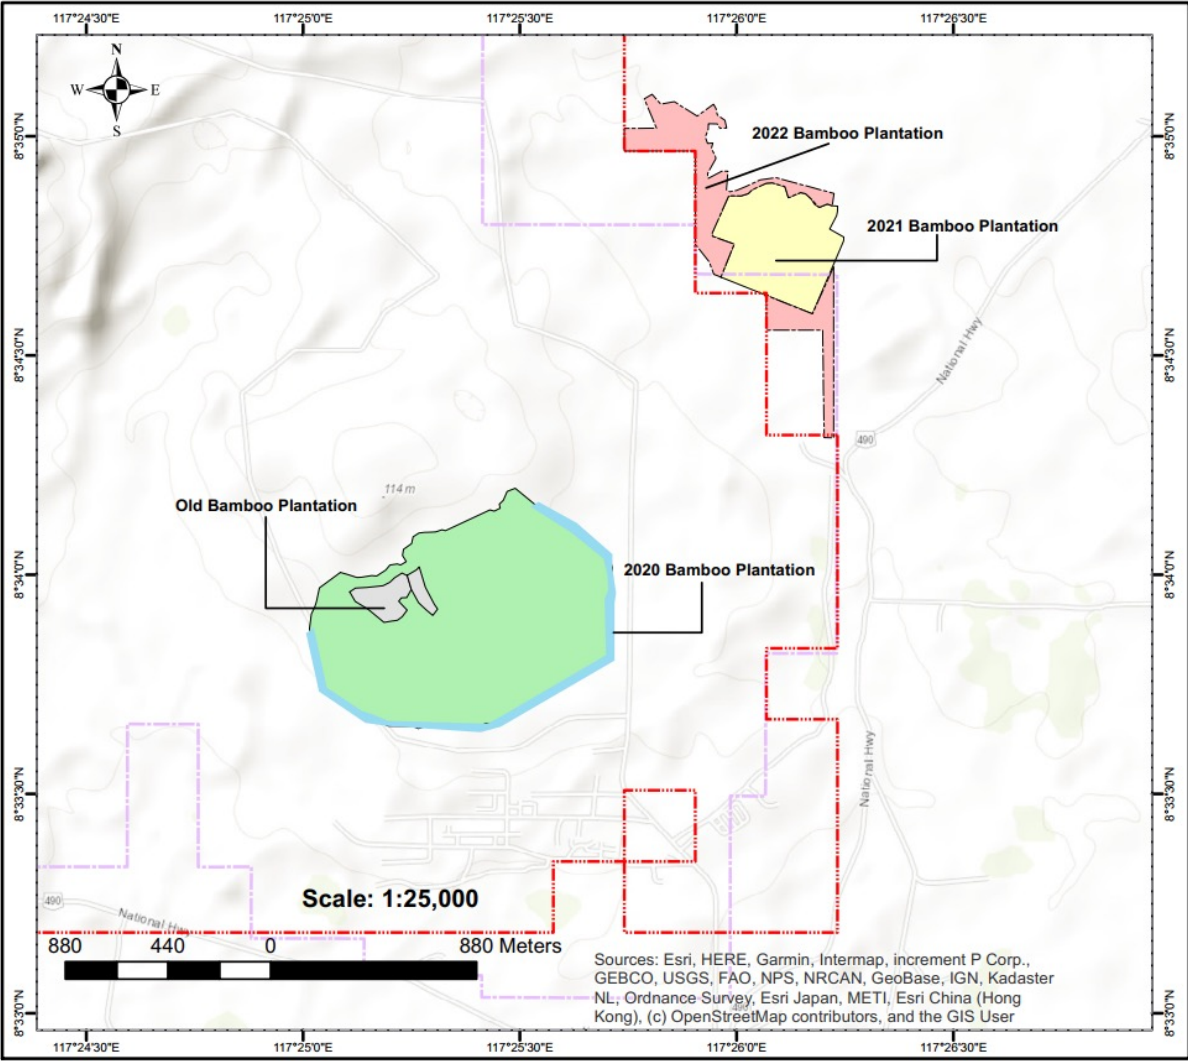 117°24'30"E 117°25'0"E 117°25'30"E 117°26'0"E 117°26'30"E
N
W E
S
8°35'0"N 8°35'0"N
2022 Bamboo Plantation
2021 Bamboo Plantation
National Hwy
8°34'30"N 8°34'30"N
490
114 m
Old Bamboo Plantation
2020 Bamboo Plantation
8°34'0"N 8°34'0"N
National Hwy
8°33'30"N 8°33'30"N
Scale: 1:25,000
490
National Hwy
880 440 0 880 Meters
Sources: Esri, HERE, Garmin, Intermap, increment P Corp.,
GEBCO, USGS, FAO, NPS, NRCAN, GeoBase, IGN, Kadaster
NL, Ordnance Survey, Esri Japan, METI, Esri China (Hong
Kong), (c) OpenStreetMap contributors, and the GIS User
490
8°33'0"N 8°33'0"N
117°24'30"E 117°25'0"E 117°25'30"E 117°26'0"E 117°26'30"E